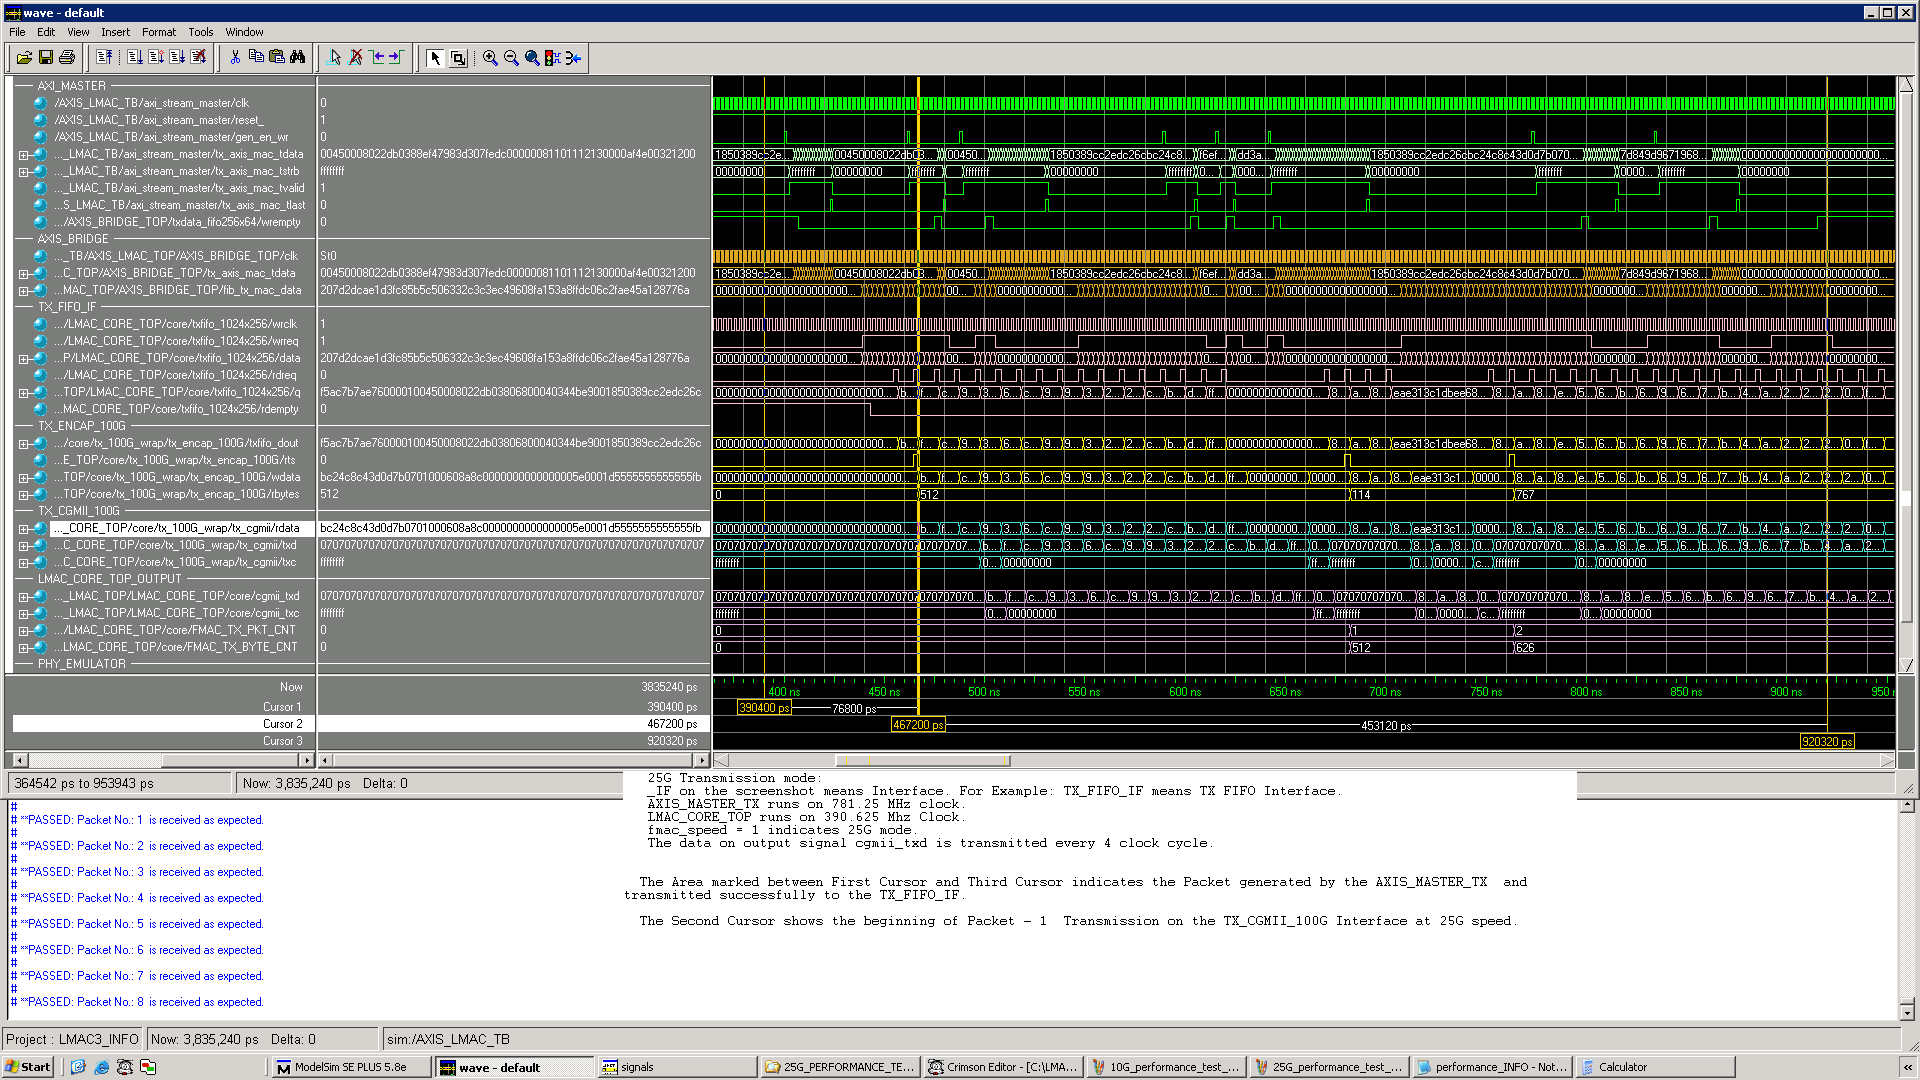 wave - default
File Edit View Insert Format Tools Window
AXI_MASTER
/AXIS_LMAC_TB/axi_stream_master/clk 0
/AXIS_LMAC_TB/axi_stream_master/reset_ 1
/AXIS_LMAC_TB/axi_stream_master/gen_en_wr 0
..._LMAC_TB/axi_stream_master/tx_axis_mac_tdata 00450008022db0388ef47983d307fedc00000081101112130000af4e00321200
..._LMAC_TB/axi_stream_master/tx_axis_mac_tstrb ffffffff
..._LMAC_TB/axi_stream_master/tx_axis_mac_tvalid 1
...S_LMAC_TB/axi_stream_master/tx_axis_mac_tlast 0
.../AXIS_BRIDGE_TOP/txdata_fifo256x64/wrempty 0
AXIS_BRIDGE
..._TB/AXIS_LMAC_TOP/AXIS_BRIDGE_TOP/clk St0
...C_TOP/AXIS_BRIDGE_TOP/tx_axis_mac_tdata 00450008022db0388ef47983d307fedc00000081101112130000af4e00321200
...MAC_TOP/AXIS_BRIDGE_TOP/fib_tx_mac_data 207d2dcae1d3fc85b5c506332c3c3ec49608fa153a8ffdc06c2fae45a128776a
TX_FIFO_IF
.../LMAC_CORE_TOP/core/txfifo_1024x256/wrclk 1
.../LMAC_CORE_TOP/core/txfifo_1024x256/wrreq 1
...P/LMAC_CORE_TOP/core/txfifo_1024x256/data 207d2dcae1d3fc85b5c506332c3c3ec49608fa153a8ffdc06c2fae45a128776a
.../LMAC_CORE_TOP/core/txfifo_1024x256/rdreq 0
...TOP/LMAC_CORE_TOP/core/txfifo_1024x256/q f5ac7b7ae760000100450008022db03806800040344be9001850389cc2edc26c
...MAC_CORE_TOP/core/txfifo_1024x256/rdempty 0
TX_ENCAP_100G
.../core/tx_100G_wrap/tx_encap_100G/txfifo_dout f5ac7b7ae760000100450008022db03806800040344be9001850389cc2edc26c
...E_TOP/core/tx_100G_wrap/tx_encap_100G/rts 0
...TOP/core/tx_100G_wrap/tx_encap_100G/wdata bc24c8c43d0d7b0701000608a8c0000000000000005e0001d55555555555555fb
...TOP/core/tx_100G_wrap/tx_encap_100G/rbytes 512
TX_CGMII_100G
..._CORE_TOP/core/tx_100G_wrap/tx_cgmii/rdata bc24c8c43d0d7b0701000608a8c0000000000000005e0001d55555555555555fb
...C_CORE_TOP/core/tx_100G_wrap/tx_cgmii/txd 0707070707070707070707070707070707070707070707070707070707070707
...C_CORE_TOP/core/tx_100G_wrap/tx_cgmii/txc ffffffff
LMAC_CORE_TOP_OUTPUT
..._LMAC_TOP/LMAC_CORE_TOP/core/cgmii_txd 0707070707070707070707070707070707070707070707070707070707070707
..._LMAC_TOP/LMAC_CORE_TOP/core/cgmii_txc ffffffff
.../LMAC_CORE_TOP/core/FMAC_TX_PKT_CNT 0
...LMAC_CORE_TOP/core/FMAC_TX_BYTE_CNT 0
PHY_EMULATOR
0 512 114 767
0 1 2
0 512 626
400 ns 450 ns 500 ns 550 ns 600 ns 650 ns 700 ns 750 ns 800 ns 850 ns 900 ns 950
Now 3835240 ps
Cursor 1 390400 ps 390400 ps 76800 ps
Cursor 2 467200 ps 467200 ps 453120 ps
Cursor 3 920320 ps 920320 ps
364542 ps to 953943 ps Now: 3,835,240 ps Delta: 0
25G Transmission mode:
_IF on the screenshot means Interface. For Example: TX_FIFO_IF means TX FIFO Interface.
AXIS_MASTER_TX runs on 781.25 MHz clock.
LMAC_CORE_TOP runs on 390.625 Mhz Clock.
fmac_speed = 1 indicates 25G mode.
The data on output signal cgmii_txd is transmitted every 4 clock cycle.
The Area marked between First Cursor and Third Cursor indicates the Packet generated by the AXIS_MASTER_TX and
transmitted successfully to the TX_FIFO_IF.
The Second Cursor shows the beginning of Packet - 1 Transmission on the TX_CGMII_100G Interface at 25G speed.
#
# **PASSED: Packet No.: 1 is received as expected.
#
# **PASSED: Packet No.: 2 is received as expected.
#
# **PASSED: Packet No.: 3 is received as expected.
#
# **PASSED: Packet No.: 4 is received as expected.
#
# **PASSED: Packet No.: 5 is received as expected.
#
# **PASSED: Packet No.: 6 is received as expected.
#
# **PASSED: Packet No.: 7 is received as expected.
#
# **PASSED: Packet No.: 8 is received as expected.
Project : LMAC3_INFO Now: 3,835,240 ps Delta: 0 sim:/AXIS_LMAC_TB
Start ModelSim SE PLUS 5.8e wave - default signals 25G_PERFORMANCE_TE... Crimson Editor - [C:\LMA... 10G_performance_test_... 25G_performance_test_... performance_INFO - Not... Calculator